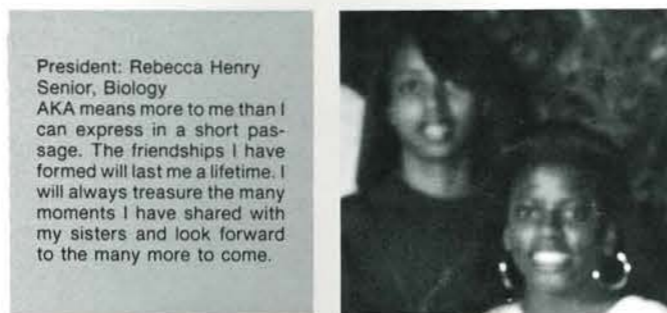 President: Rebecca Henry
Senior, Biology
AKA means more to me than I
can express in a short pas-
sage. The friendships I have
formed will last me a lifetime. I
will always treasure the many
moments I have shared with
my sisters and look forward
to the many more to come.